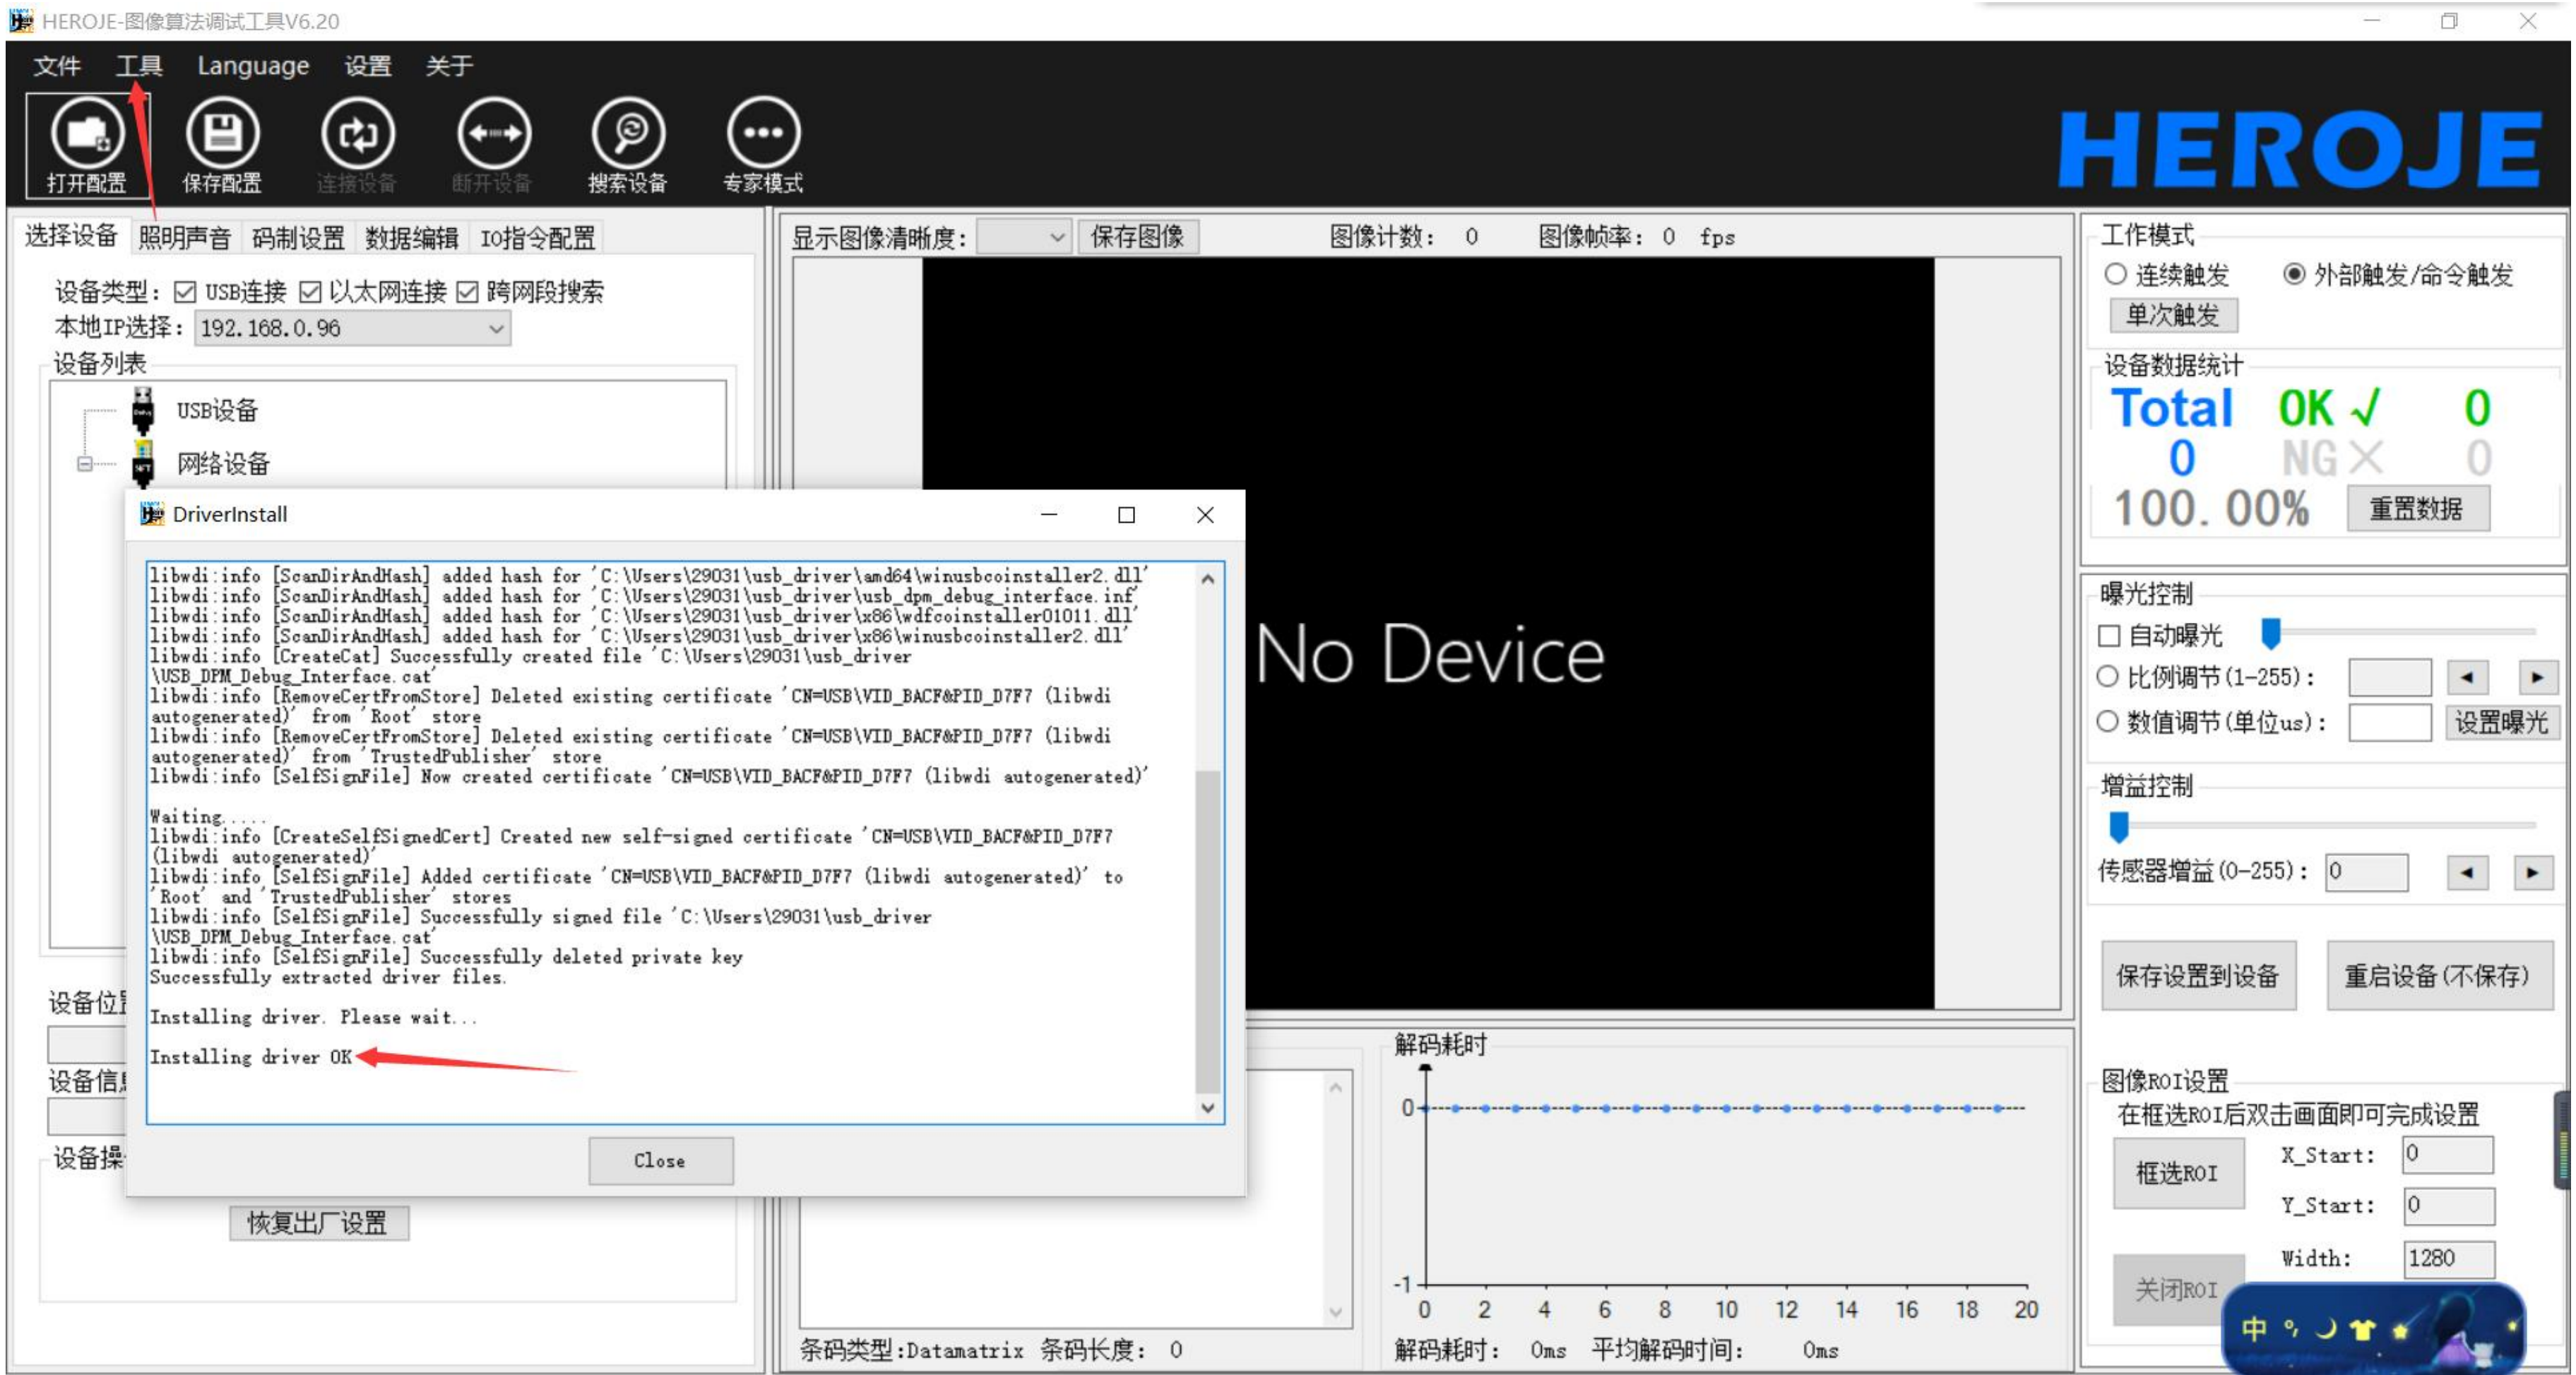 HEROJE-图像算法调试工具V6.20
文件 工具 Language 设置 关于
打开配置 保存配置 连接设备 断开设备 搜索设备 专家模式
HEROJE
选择设备 照明声音 码制设置 数据编辑 IO指令配置
设备类型: USB连接 以太网连接 跨网段搜索
本地IP选择: 192.168.0.96
设备列表
USB设备
网络设备
DriverInstall
libwdi:info [ScanDirAndHash] added hash for 'C:\Users\29031\usb_driver\amd64\winusbcoinstaller2.dll'
libwdi:info [ScanDirAndHash] added hash for 'C:\Users\29031\usb_driver\usb_dpm_debug_interface.inf'
libwdi:info [ScanDirAndHash] added hash for 'C:\Users\29031\usb_driver\x86\wdfcoinstaller01011.dll'
libwdi:info [ScanDirAndHash] added hash for 'C:\Users\29031\usb_driver\x86\winusbcoinstaller2.dll'
libwdi:info [CreateCat] Successfully created file 'C:\Users\29031\usb_driver
\USB_DPM_Debug_Interface.cat'
libwdi:info [RemoveCertFromStore] Deleted existing certificate 'CN=USB\VID_BACF&PID_D7F7 (libwdi
autogenerated)' from 'Root' store
libwdi:info [RemoveCertFromStore] Deleted existing certificate 'CN=USB\VID_BACF&PID_D7F7 (libwdi
autogenerated)' from 'TrustedPublisher' store
libwdi:info [SelfSignFile] Now created certificate 'CN=USB\VID_BACF&PID_D7F7 (libwdi autogenerated)'
Waiting.....
libwdi:info [CreateSelfSignedCert] Created new self-signed certificate 'CN=USB\VID_BACF&PID_D7F7
(libwdi autogenerated)'
libwdi:info [SelfSignFile] Added certificate 'CN=USB\VID_BACF&PID_D7F7 (libwdi autogenerated)' to
'Root' and 'TrustedPublisher' stores
libwdi:info [SelfSignFile] Successfully signed file 'C:\Users\29031\usb_driver
\USB_DPM_Debug_Interface.cat'
libwdi:info [SelfSignFile] Successfully deleted private key
Successfully extracted driver files.
Installing driver. Please wait...
Installing driver OK
Close
设备位
设备信
设备操
恢复出厂设置
显示图像清晰度: 保存图像 图像计数: 0 图像帧率: 0 fps
No Device
条码类型:Datamatrix 条码长度: 0
解码耗时
0
-1
0 2 4 6 8 10 12 14 16 18 20
解码耗时: 0ms 平均解码时间: 0ms
工作模式
连续触发 外部触发/命令触发
单次触发
设备数据统计
Total OK √ 0
0 NG × 0
100.00% 重置数据
曝光控制
自动曝光
比例调节(1-255):
数值调节(单位us): 设置曝光
增益控制
传感器增益(0-255): 0
保存设置到设备 重启设备(不保存)
图像ROI设置
在框选ROI后双击画面即可完成设置
框选ROI X_Start: 0
Y_Start: 0
Width: 1280
关闭ROI
中